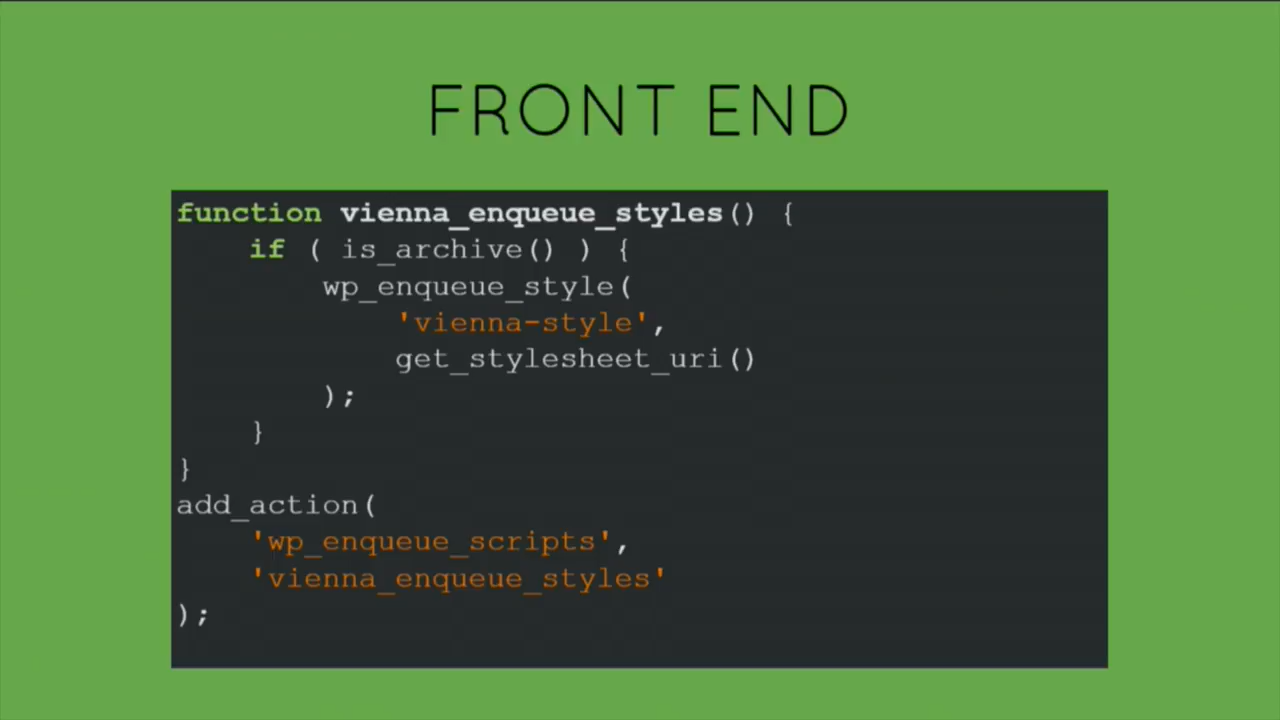 FRONT END
function vienna_enqueue_styles() {
    if ( is_archive() ) {
        wp_enqueue_style(
            'vienna-style',
            get_stylesheet_uri()
        );
    }
}
add_action(
    'wp_enqueue_scripts',
    'vienna_enqueue_styles'
);